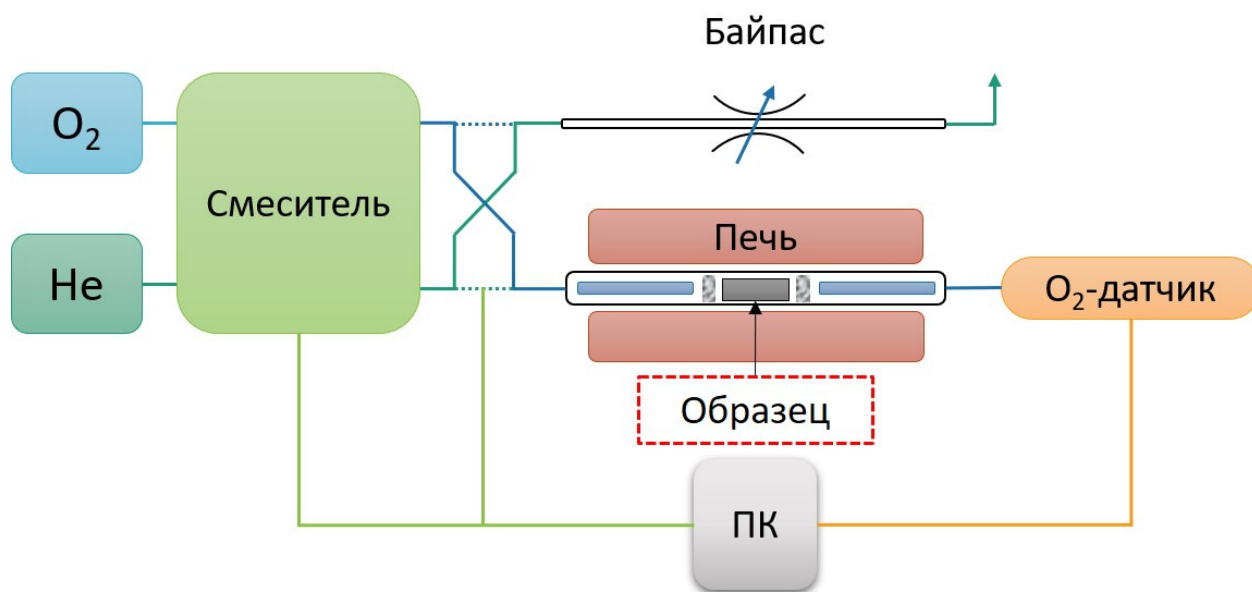 Байпас
O₂
Смеситель
He
Печь
O₂-датчик
Образец
ПК